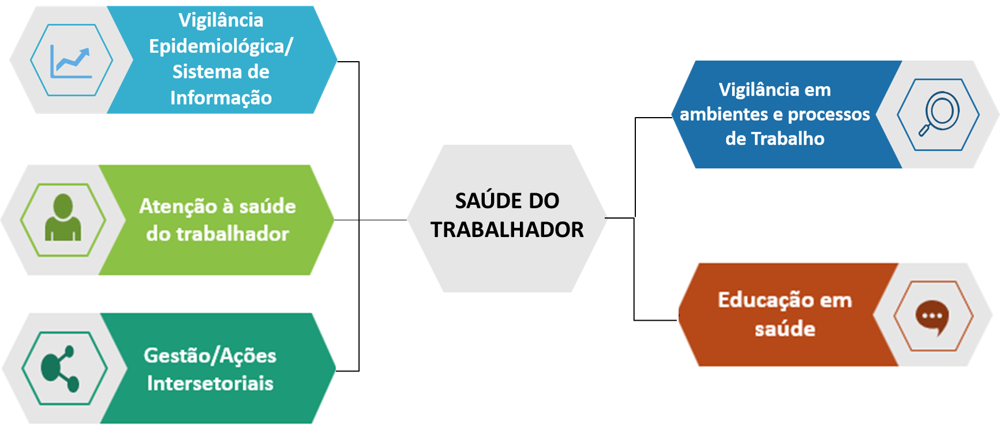 Vigilância
Epidemiológica/
Sistema de
Informação
Atenção à saúde
do trabalhador
Gestão/Ações
Intersetoriais
SAÚDE DO
TRABALHADOR
Vigilância em
ambientes e processos
de Trabalho
Educação em
saúde